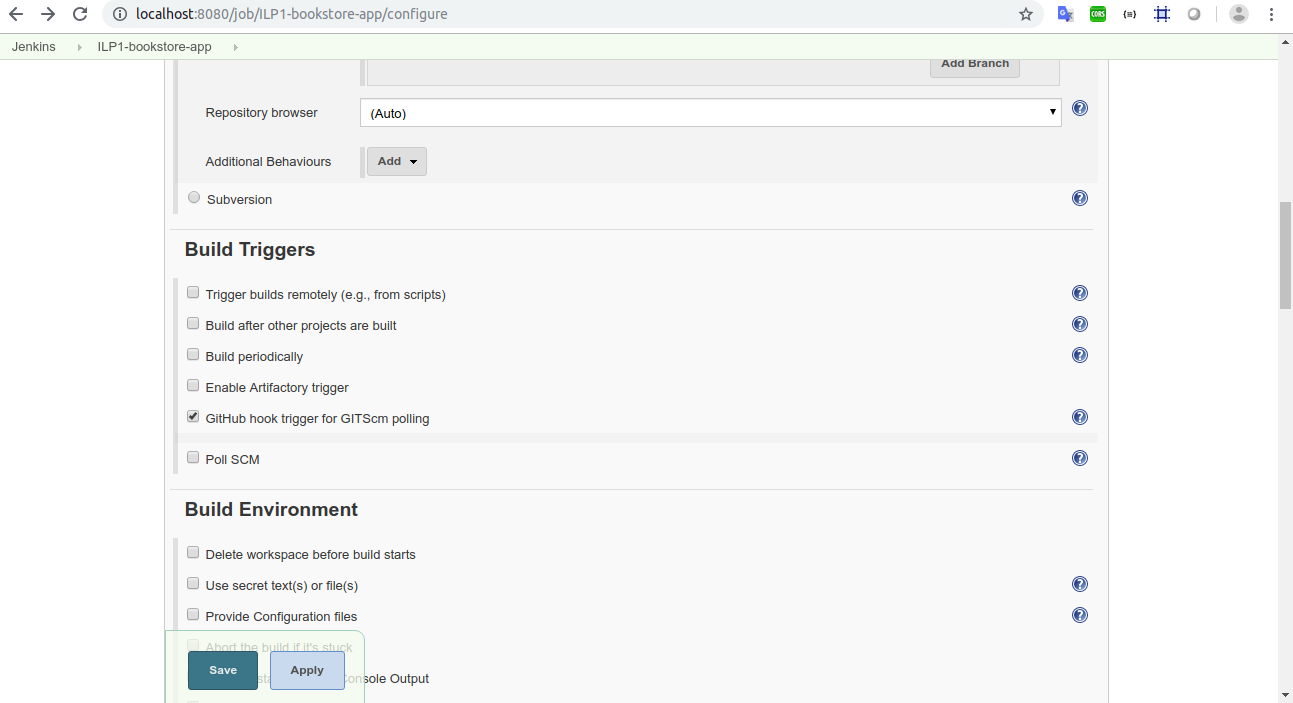 localhost:8080/job/ILP1-bookstore-app/configure
CORS
Jenkins ILP1-bookstore-app
Add Branch
Repository browser (Auto)
Additional Behaviours Add
Subversion
Build Triggers
Trigger builds remotely (e.g., from scripts)
Build after other projects are built
Build periodically
Enable Artifactory trigger
GitHub hook trigger for GITScm polling
Poll SCM
Build Environment
Delete workspace before build starts
Use secret text(s) or file(s)
Provide Configuration files
Abort the build if it's stuck
Save Apply
Console Output